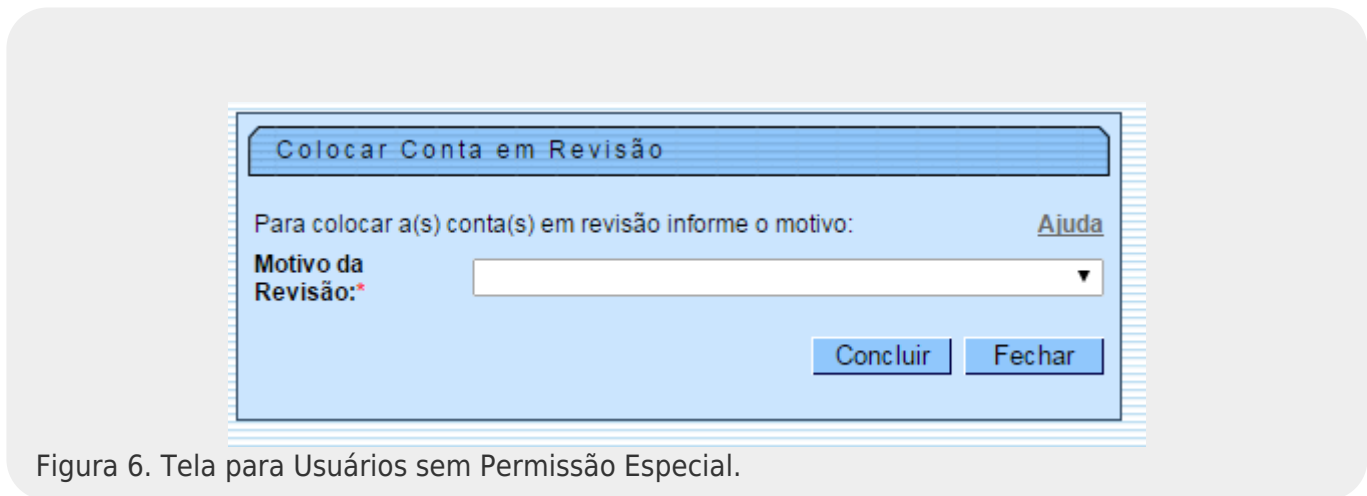 Colocar Conta em Revisão
Para colocar a(s) conta(s) em revisão informe o motivo: Ajuda
Motivo da
Revisão:*
Concluir Fechar
Figura 6. Tela para Usuários sem Permissão Especial.